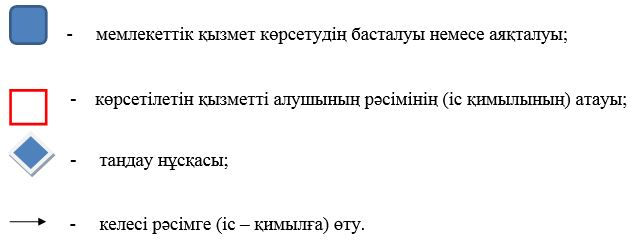 - мемлекеттік қызмет көрсетудің басталуы немесе аяқталуы;
- көрсетілетін қызметті алушының рәсімінің (іс қимылының) атауы;
- тандау нұсқасы;
- келесі рәсімге (іс – қимылға) өту.